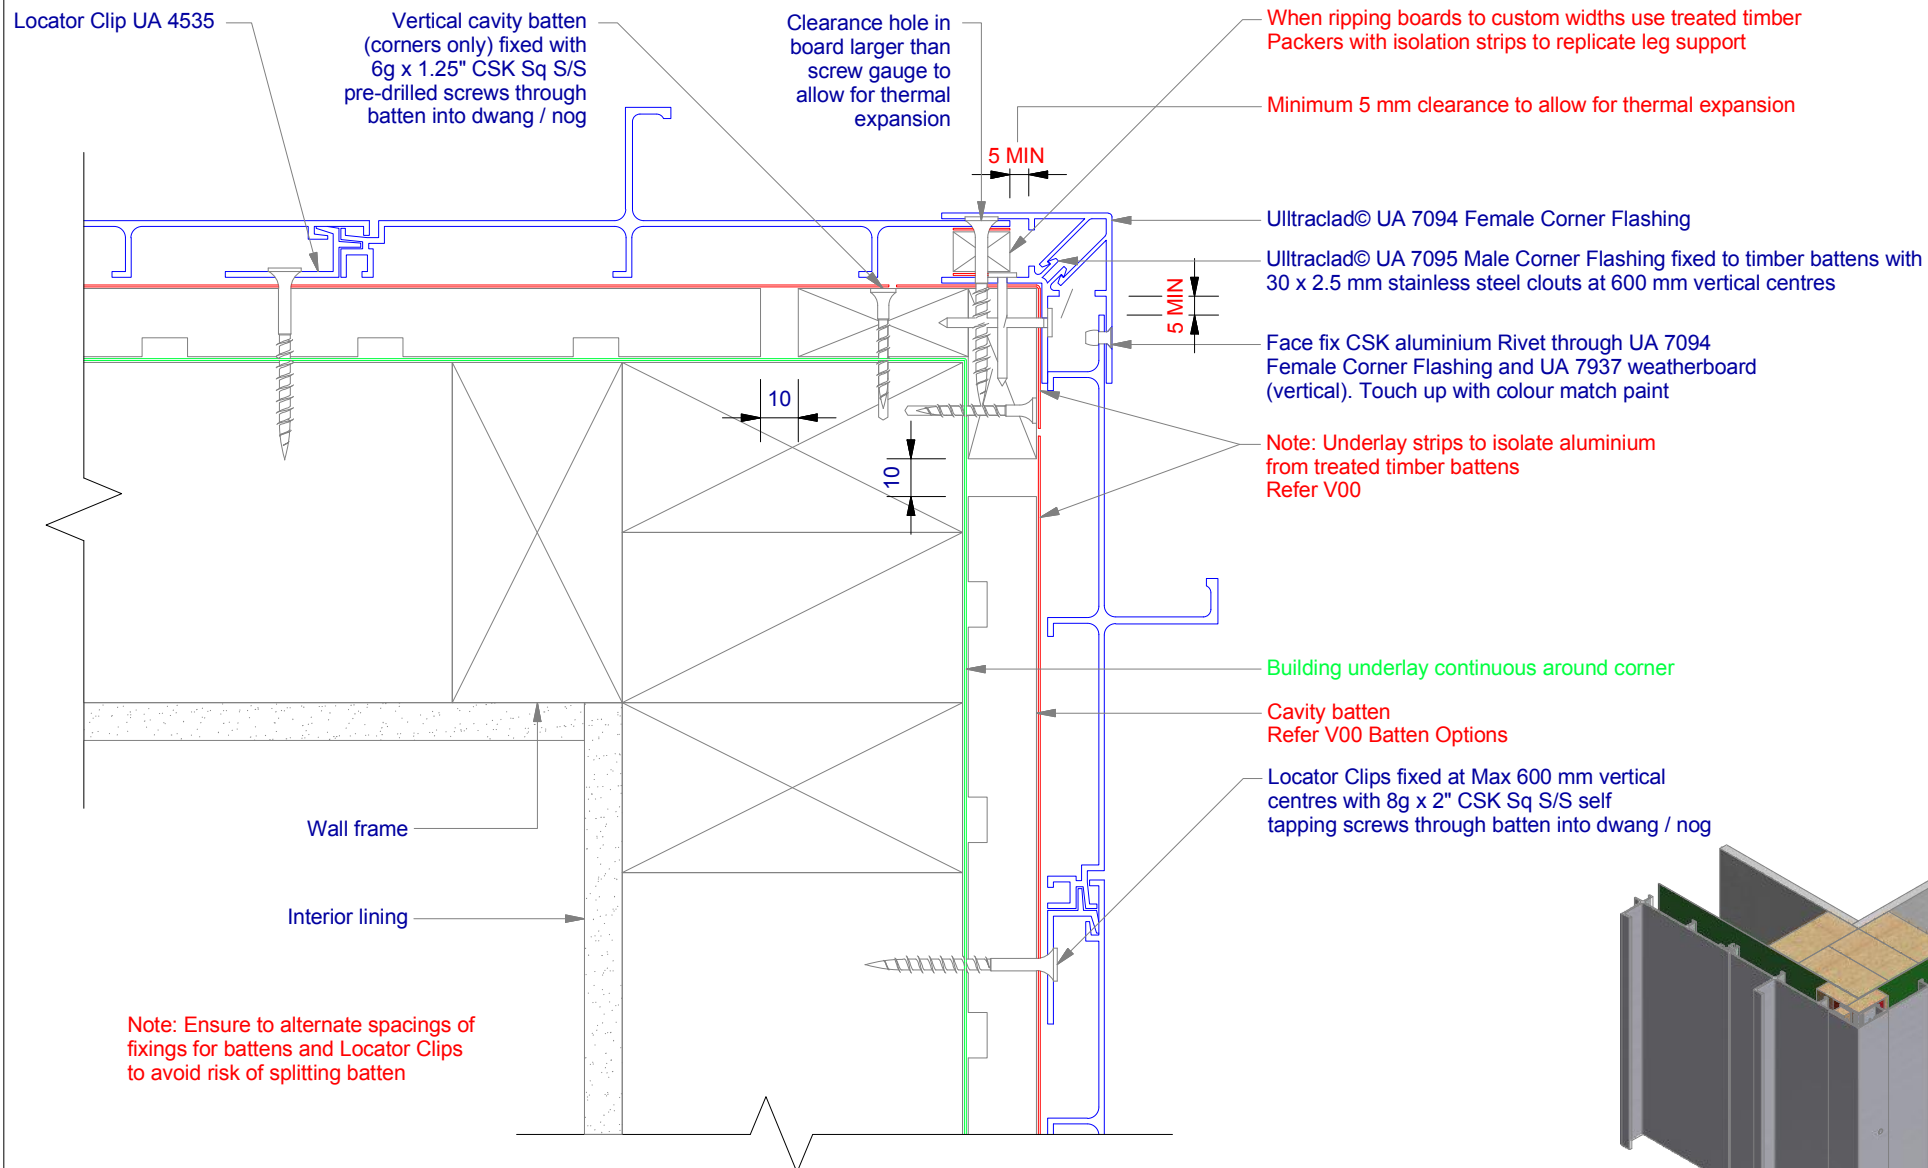 Locator Clip UA 4535
Vertical cavity batten
(corners only) fixed with
6g x 1.25" CSK Sq S/S
pre-drilled screws through
batten into dwang / nog
Clearance hole in
board larger than
screw gauge to
allow for thermal
expansion
When ripping boards to custom widths use treated timber
Packers with isolation strips to replicate leg support
Minimum 5 mm clearance to allow for thermal expansion
5 MIN
Ulltraclad© UA 7094 Female Corner Flashing
Ulltraclad© UA 7095 Male Corner Flashing fixed to timber battens with
30 x 2.5 mm stainless steel clouts at 600 mm vertical centres
5 MIN
Face fix CSK aluminium Rivet through UA 7094
Female Corner Flashing and UA 7937 weatherboard
(vertical). Touch up with colour match paint
10
10
Note: Underlay strips to isolate aluminium
from treated timber battens
Refer V00
Building underlay continuous around corner
Cavity batten
Refer V00 Batten Options
Locator Clips fixed at Max 600 mm vertical
centres with 8g x 2" CSK Sq S/S self
tapping screws through batten into dwang / nog
Wall frame
Interior lining
Note: Ensure to alternate spacings of
fixings for battens and Locator Clips
to avoid risk of splitting batten